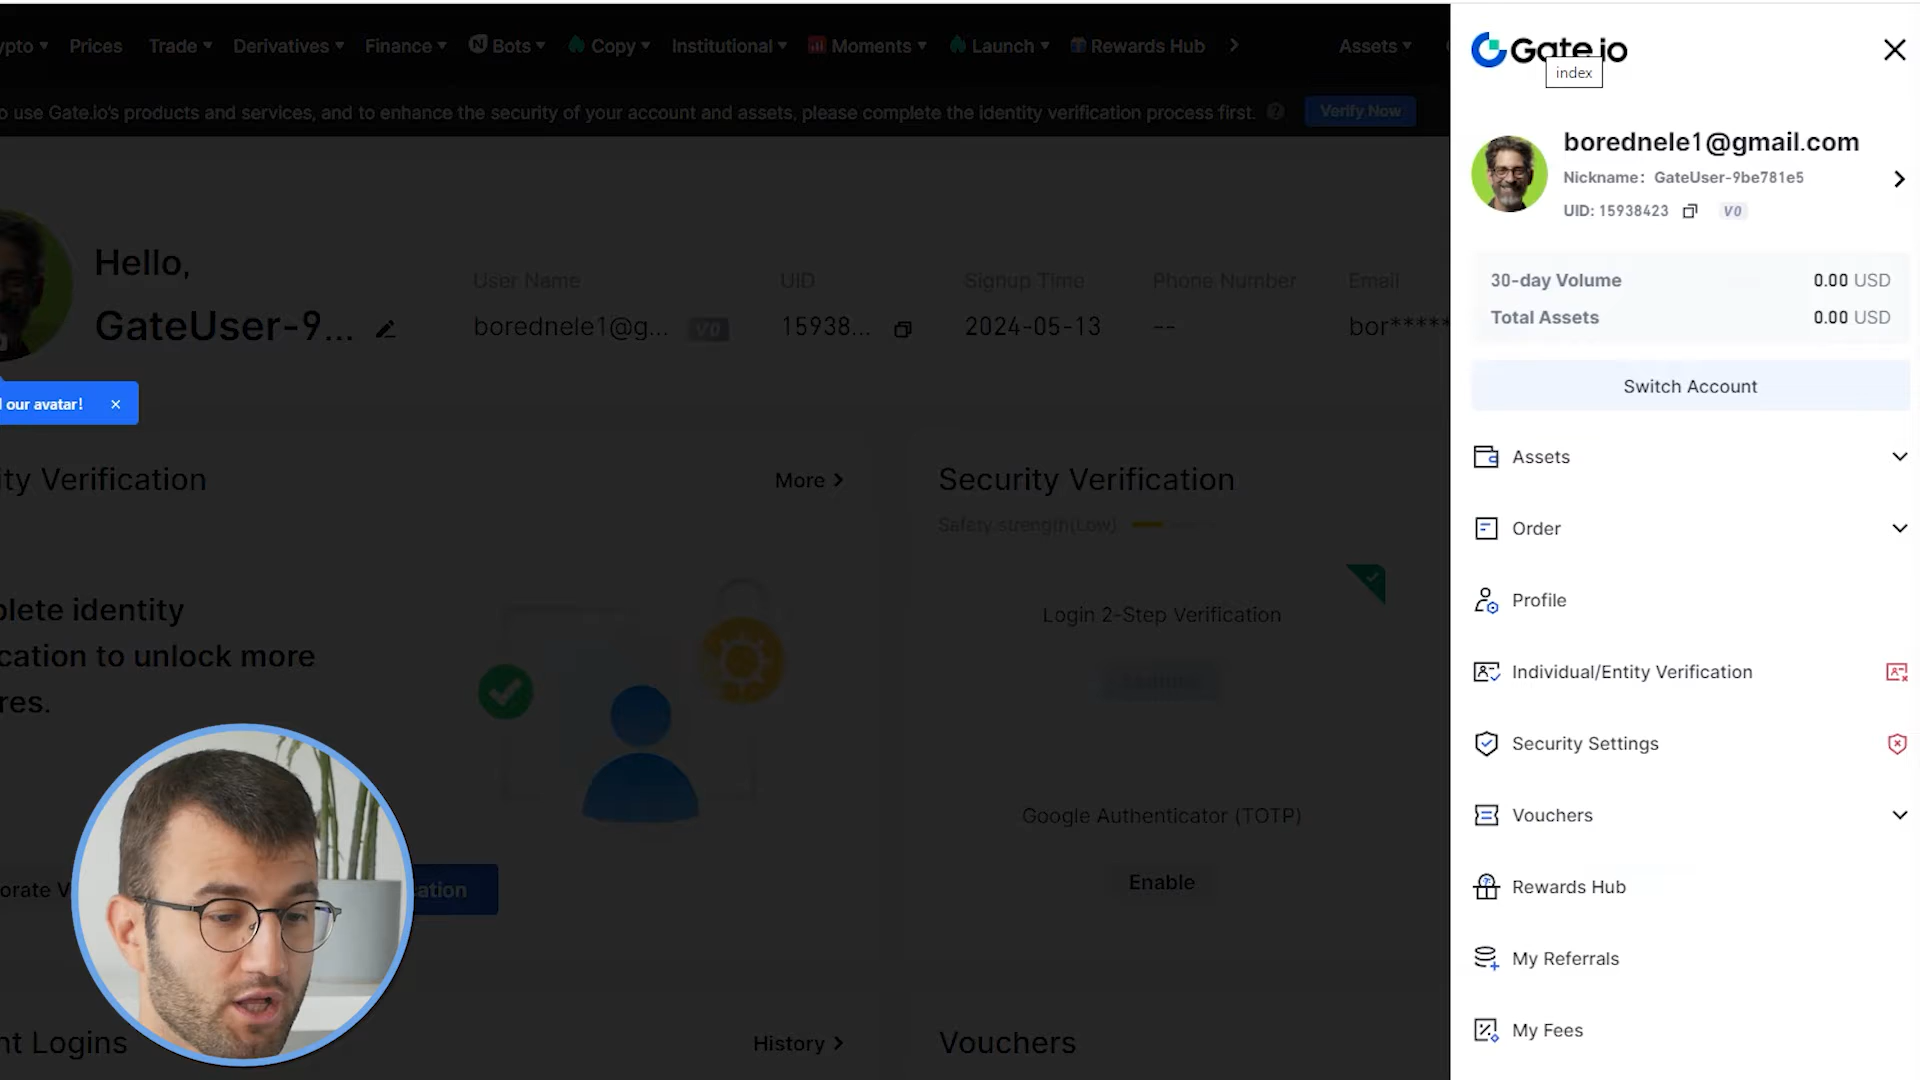 Prices
Trade
Derivatives
Finance
Bots
Copy
Institutional
Moments
Launch
Rewards Hub
Assets
o use Gate.io's products and services, and to enhance the security of your account and assets, please complete the identity verification process first.
Verify Now
Hello,
GateUser-9...
User Name
borednele1@g...
V0
UID
15938...
Signup Time
2024-05-13
Phone Number
--
Email
bor*****
our avatar!
ty Verification
More
plete identity
cation to unlock more
res.
orate V
cation
nt Logins
History
Security Verification
Safety strength(Low)
Login 2-Step Verification
Google Authenticator (TOTP)
Enable
Vouchers
Gate.io
index
borednele1@gmail.com
Nickname: GateUser-9be781e5
UID: 15938423
V0
30-day Volume
0.00 USD
Total Assets
0.00 USD
Switch Account
Assets
Order
Profile
Individual/Entity Verification
Security Settings
Vouchers
Rewards Hub
My Referrals
My Fees